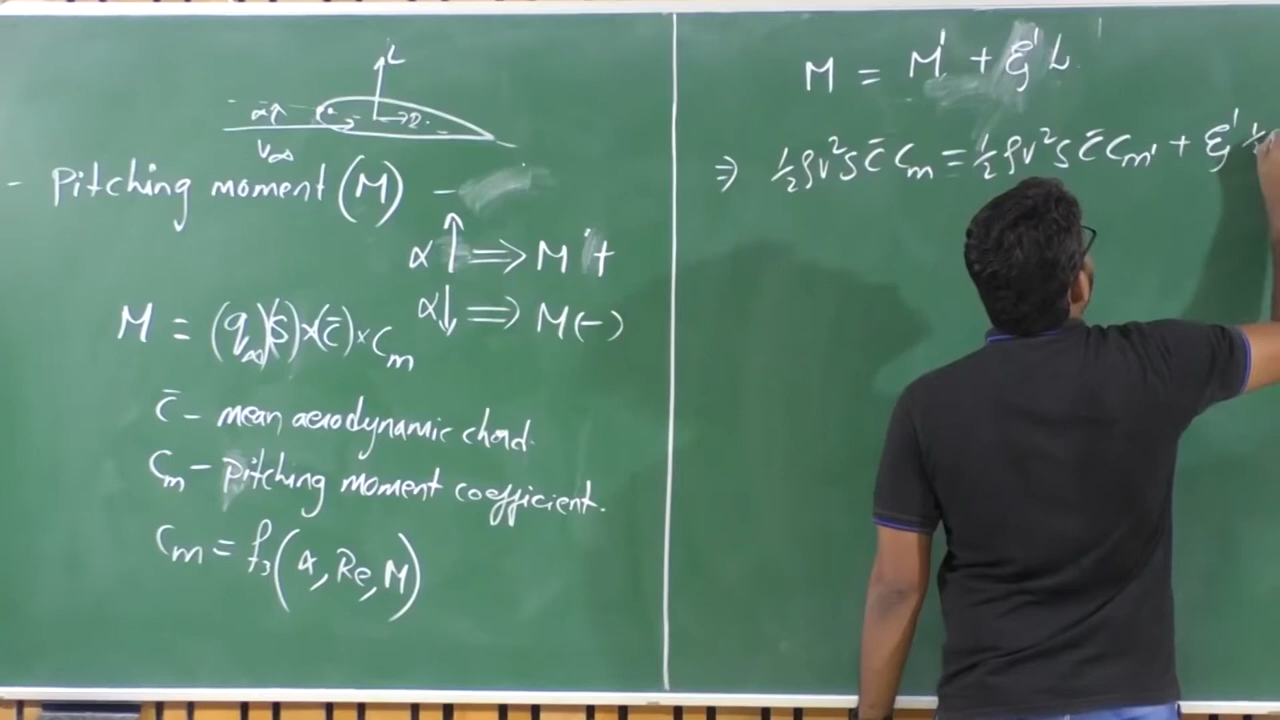 L
α↑
V∞
- Pitching moment (M) -
α↑ ⇒ M +
α↓ ⇒ M(-)
M = (q∞)(S)×(c̄)×Cm
c̄ - mean aerodynamic chord.
Cm - Pitching moment coefficient.
Cm = f3(α, Re, M)
M = M' + ξ' L
⇒ ½ρv²S c̄ Cm = ½ρv²S c̄ Cm' + ξ' ½